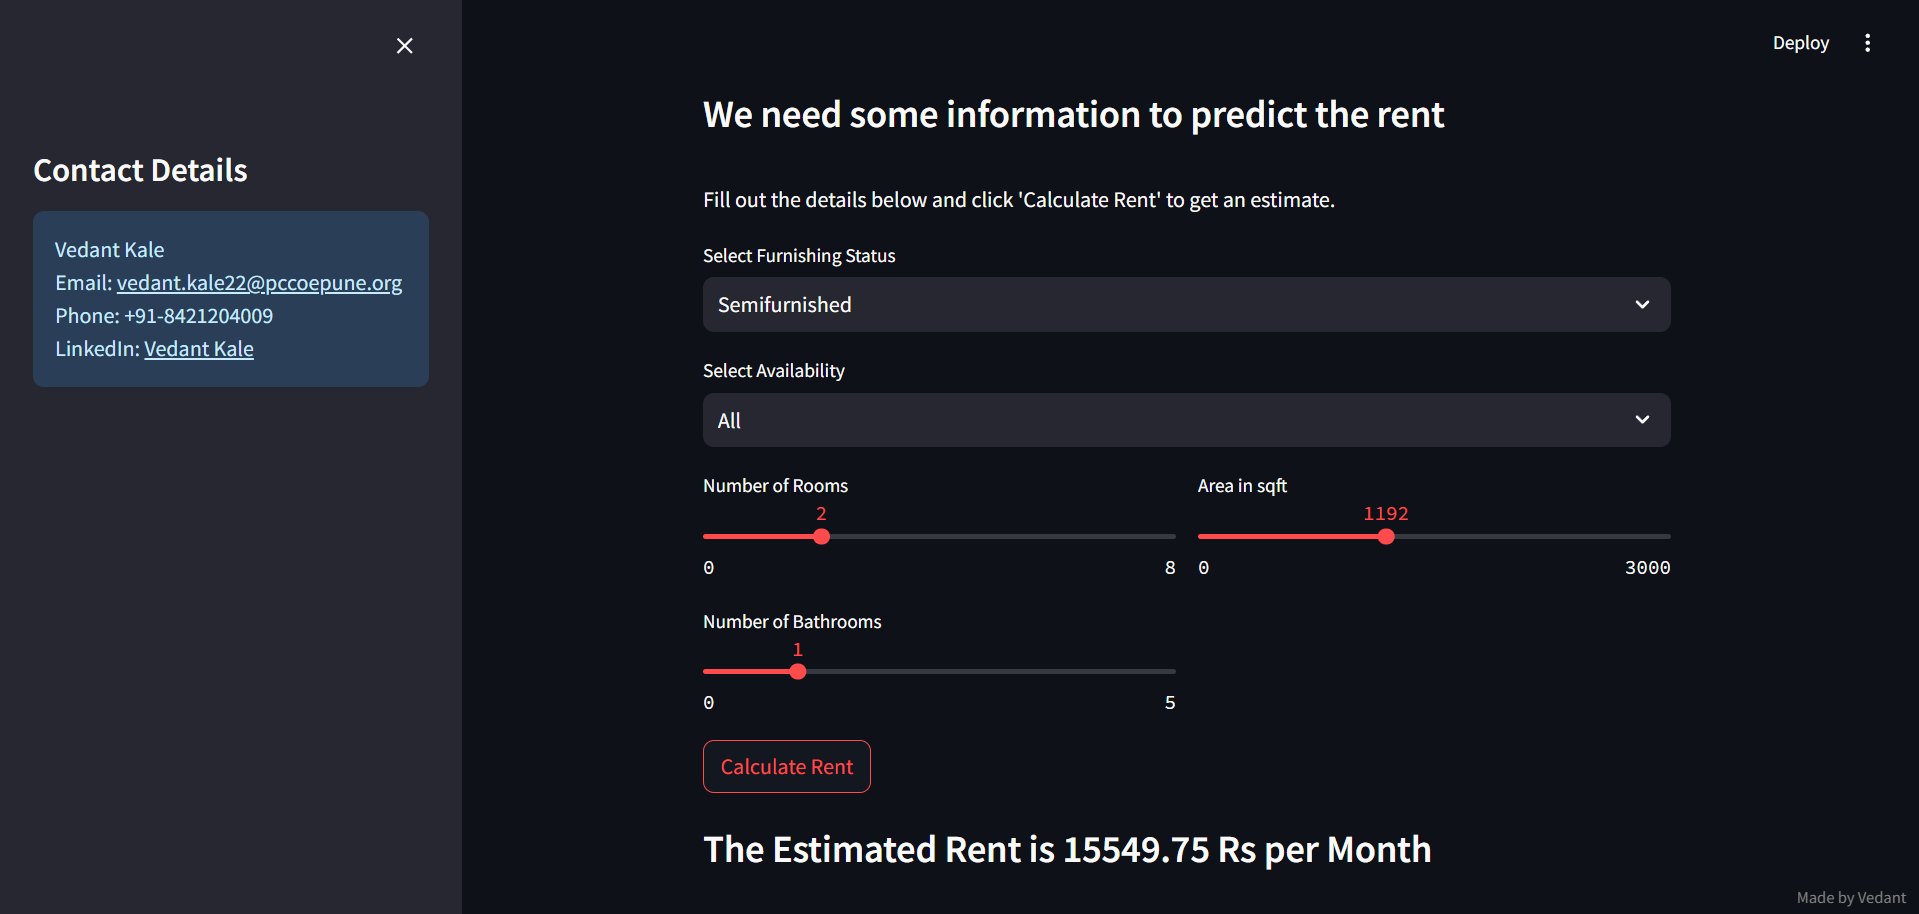 Contact Details
Vedant Kale
Email: vedant.kale22@pccoepune.org
Phone: +91-8421204009
LinkedIn: Vedant Kale
Deploy
We need some information to predict the rent
Fill out the details below and click 'Calculate Rent' to get an estimate.
Select Furnishing Status
Semifurnished
Select Availability
All
Number of Rooms
2
0 8
Area in sqft
1192
0 3000
Number of Bathrooms
1
0 5
Calculate Rent
The Estimated Rent is 15549.75 Rs per Month
Made by Vedant